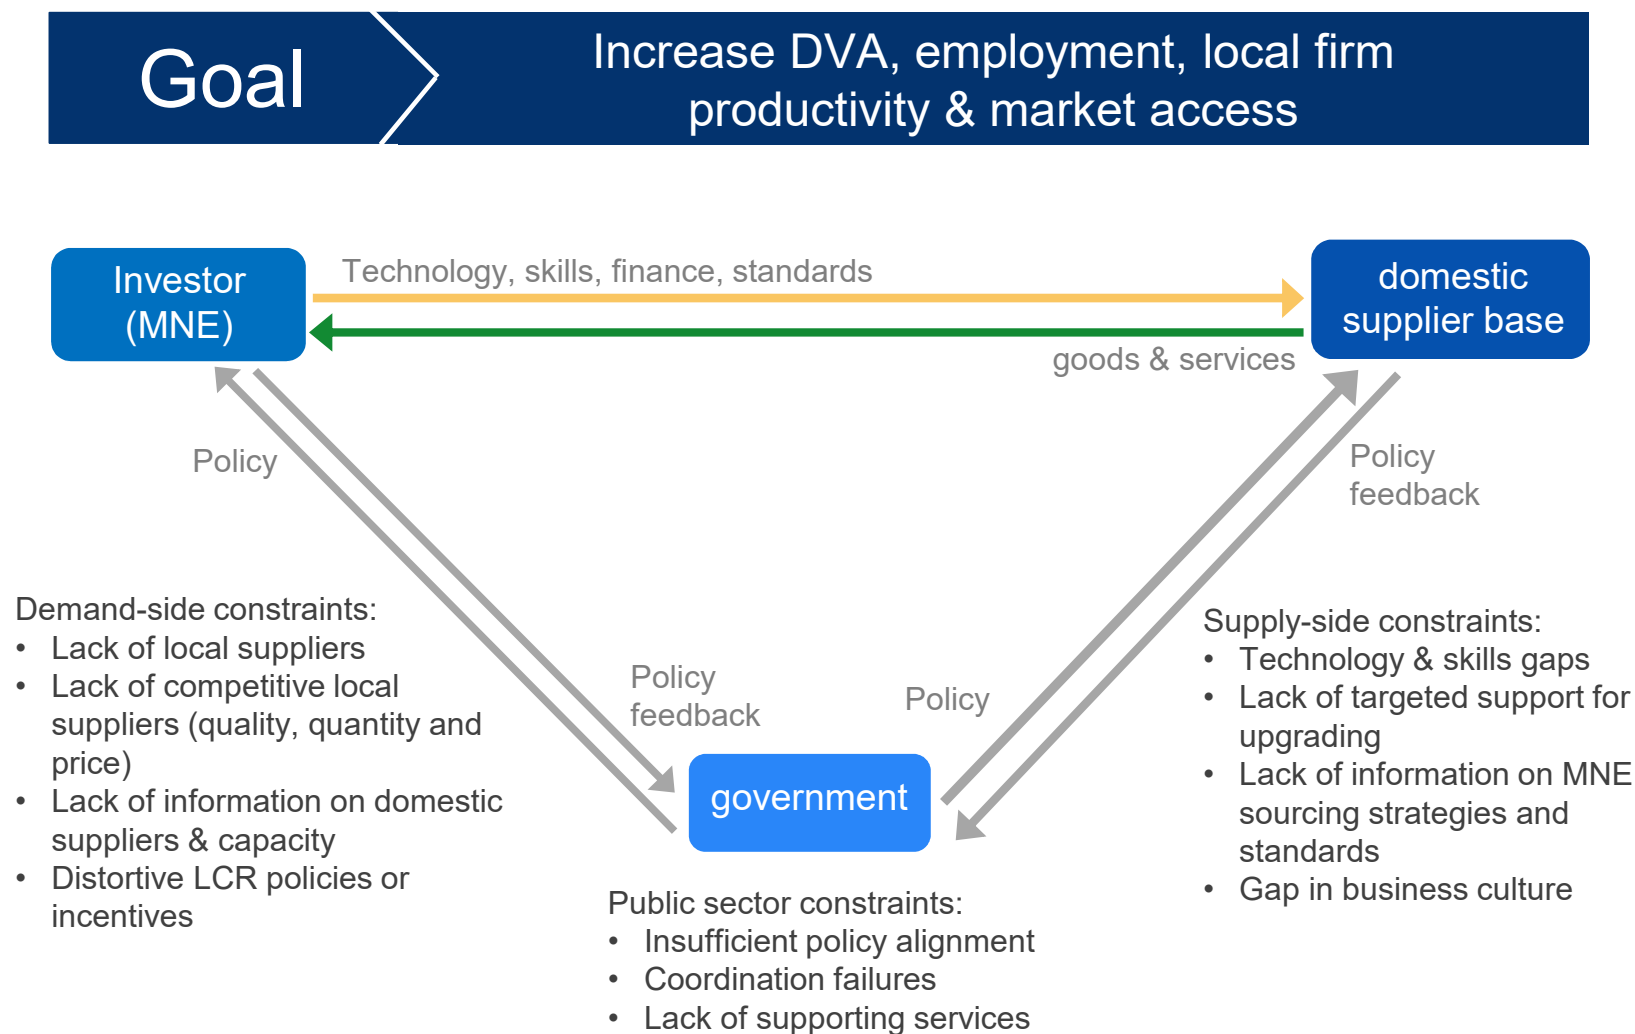 Goal
Increase DVA, employment, local firm
productivity & market access
Investor
(MNE)
Technology, skills, finance, standards
domestic
supplier base
goods & services
Policy
Policy
feedback
Demand-side constraints:
• Lack of local suppliers
• Lack of competitive local
suppliers (quality, quantity and
price)
• Lack of information on domestic
suppliers & capacity
• Distortive LCR policies or
incentives
Policy
feedback
Policy
government
Public sector constraints:
• Insufficient policy alignment
• Coordination failures
• Lack of supporting services
Supply-side constraints:
• Technology & skills gaps
• Lack of targeted support for
upgrading
• Lack of information on MNE
sourcing strategies and
standards
• Gap in business culture